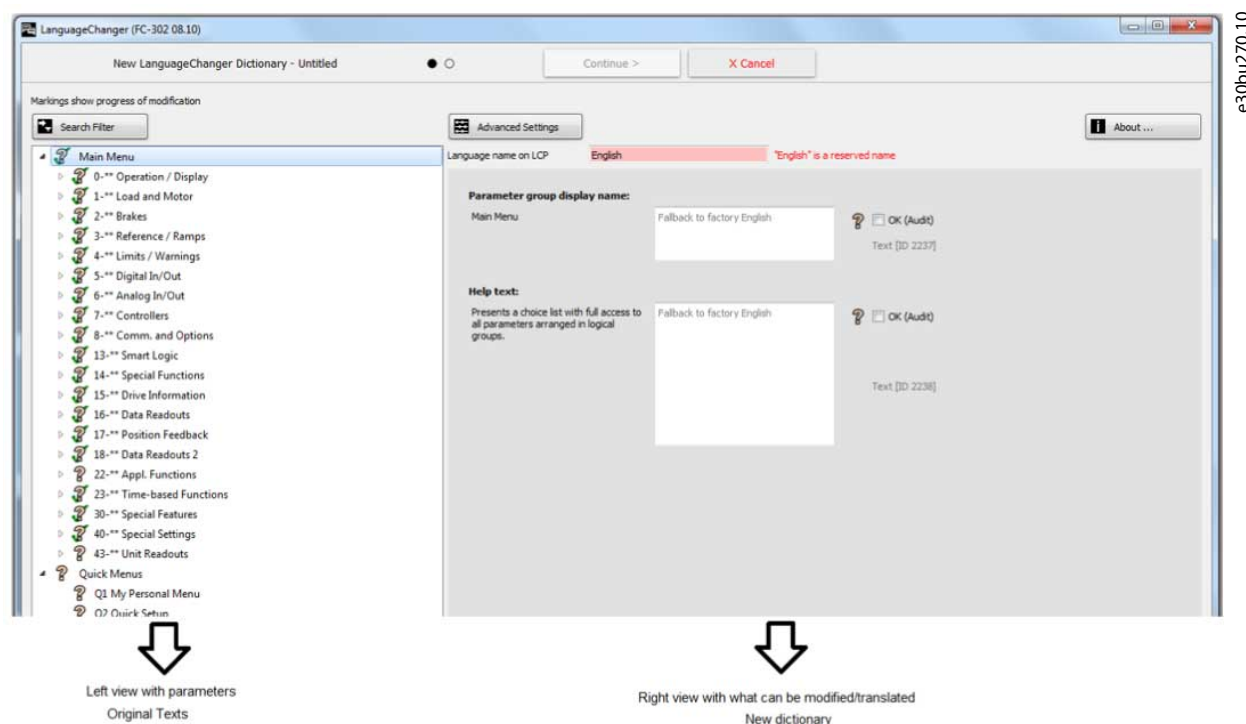 LanguageChanger (FC-302 08.10)
e30bu270.10
New LanguageChanger Dictionary - Untitled
Continue >
X Cancel
Markings show progress of modification
Search Filter
Advanced Settings
About ...
Language name on LCP
English
"English" is a reserved name
Main Menu
0-** Operation / Display
1-** Load and Motor
2-** Brakes
3-** Reference / Ramps
4-** Limits / Warnings
5-** Digital In/Out
6-** Analog In/Out
7-** Controllers
8-** Comm. and Options
13-** Smart Logic
14-** Special Functions
15-** Drive Information
16-** Data Readouts
17-** Position Feedback
18-** Data Readouts 2
22-** Appl. Functions
23-** Time-based Functions
30-** Special Features
40-** Special Settings
43-** Unit Readouts
Quick Menus
Q1 My Personal Menu
Q2 Quick Setup
Parameter group display name:
Main Menu
Fallback to factory English
OK (Audit)
Text [ID 2237]
Help text:
Presents a choice list with full access to
all parameters arranged in logical
groups.
Fallback to factory English
OK (Audit)
Text [ID 2238]
Left view with parameters
Original Texts
Right view with what can be modified/translated
New dictionary